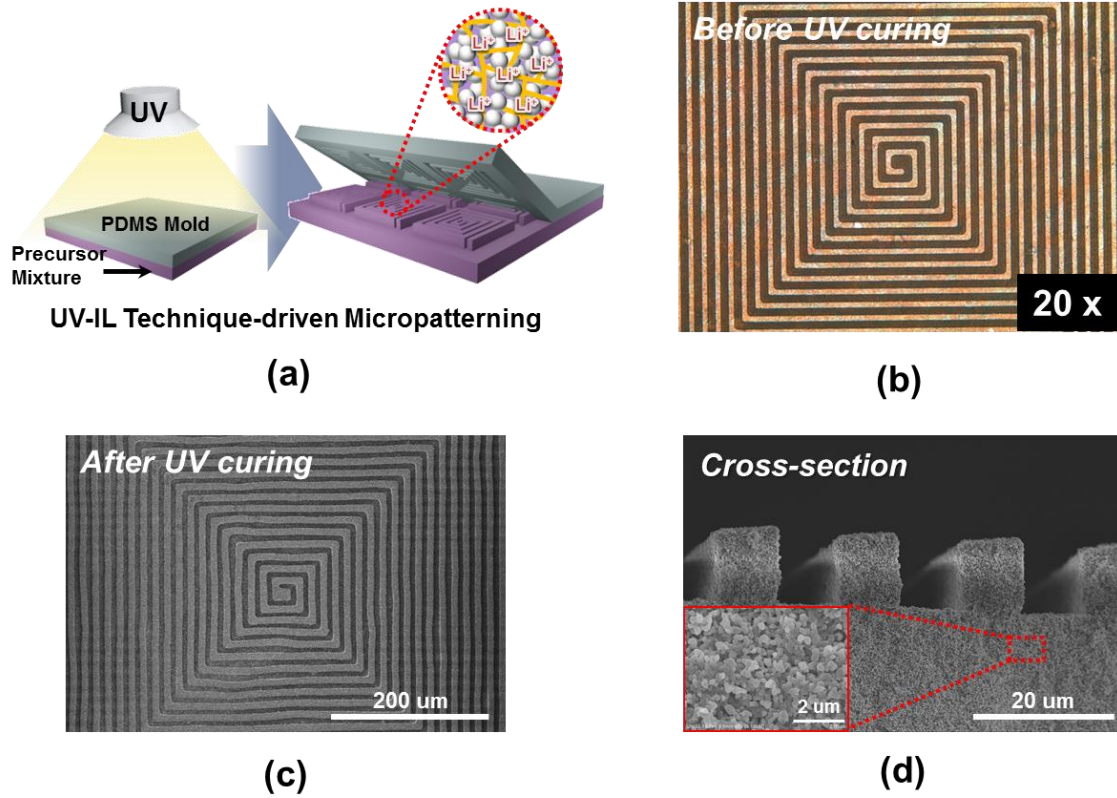 UV
PDMS Mold
Precursor
Mixture
Li⁺
Li⁺
Li⁺
Li⁺
Li⁺
Li⁺
Li⁺
UV-IL Technique-driven Micropatterning
(a)
Before UV curing
20 x
(b)
After UV curing
200 um
(c)
Cross-section
2 um
20 um
(d)